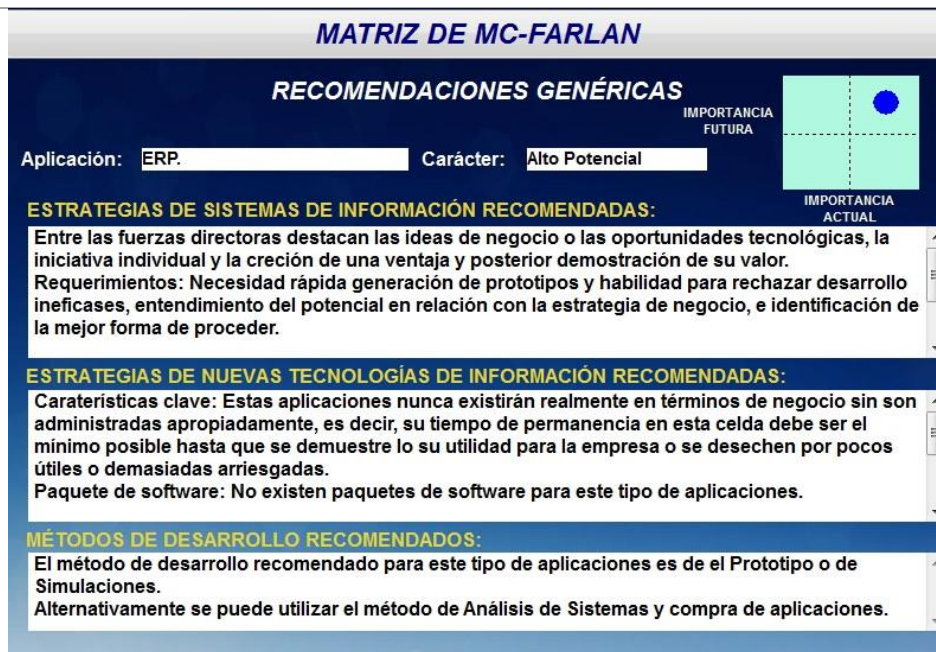 MATRIZ DE MC-FARLAN
RECOMENDACIONES GENÉRICAS
IMPORTANCIA
FUTURA
Aplicación: ERP. Carácter: Alto Potencial
IMPORTANCIA
ACTUAL
ESTRATEGIAS DE SISTEMAS DE INFORMACIÓN RECOMENDADAS:
Entre las fuerzas directoras destacan las ideas de negocio o las oportunidades tecnológicas, la
iniciativa individual y la creción de una ventaja y posterior demostración de su valor.
Requerimientos: Necesidad rápida generación de prototipos y habilidad para rechazar desarrollo
ineficases, entendimiento del potencial en relación con la estrategia de negocio, e identificación de
la mejor forma de proceder.
ESTRATEGIAS DE NUEVAS TECNOLOGÍAS DE INFORMACIÓN RECOMENDADAS:
Caraterísticas clave: Estas aplicaciones nunca existirán realmente en términos de negocio sin son
administradas apropiadamente, es decir, su tiempo de permanencia en esta celda debe ser el
mínimo posible hasta que se demuestre lo su utilidad para la empresa o se desechen por pocos
útiles o demasiadas arriesgadas.
Paquete de software: No existen paquetes de software para este tipo de aplicaciones.
MÉTODOS DE DESARROLLO RECOMENDADOS:
El método de desarrollo recomendado para este tipo de aplicaciones es de el Prototipo o de
Simulaciones.
Alternativamente se puede utilizar el método de Análisis de Sistemas y compra de aplicaciones.